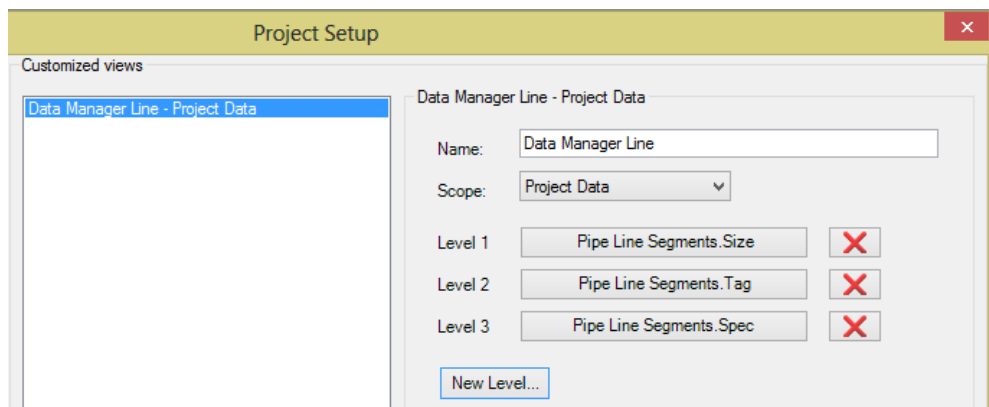 Project Setup
Customized views
Data Manager Line - Project Data
Data Manager Line - Project Data
Name:
Data Manager Line
Scope:
Project Data
Level 1
Pipe Line Segments.Size
Level 2
Pipe Line Segments.Tag
Level 3
Pipe Line Segments.Spec
New Level...